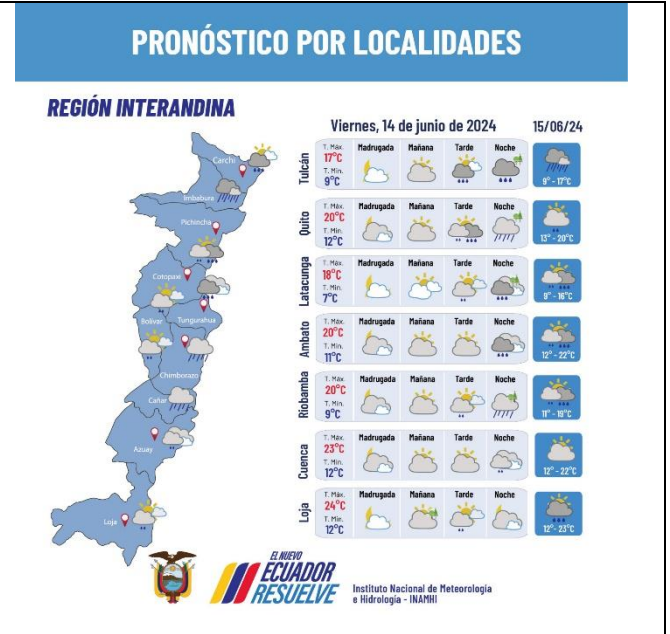 PRONÓSTICO POR LOCALIDADES
REGIÓN INTERANDINA
Carchi
Imbabura
Pichincha
Cotopaxi
Bolívar
Tungurahua
Chimborazo
Cañar
Azuay
Loja
Viernes, 14 de junio de 2024
15/06/24
Tulcán
T. Máx.
17°C
T. Mín.
9°C
Madrugada Mañana Tarde Noche
9° - 17°C
Quito
T. Máx.
20°C
T. Mín.
12°C
Madrugada Mañana Tarde Noche
13° - 20°C
Latacunga
T. Máx.
18°C
T. Mín.
7°C
Madrugada Mañana Tarde Noche
9° - 16°C
Ambato
T. Máx.
20°C
T. Mín.
11°C
Madrugada Mañana Tarde Noche
12° - 22°C
Riobamba
T. Máx.
20°C
T. Mín.
9°C
Madrugada Mañana Tarde Noche
11° - 19°C
Cuenca
T. Máx.
23°C
T. Mín.
12°C
Madrugada Mañana Tarde Noche
12° - 22°C
Loja
T. Máx.
24°C
T. Mín.
12°C
Madrugada Mañana Tarde Noche
12° - 23°C
EL NUEVO
ECUADOR
RESUELVE
Instituto Nacional de Meteorología
e Hidrología - INAMHI